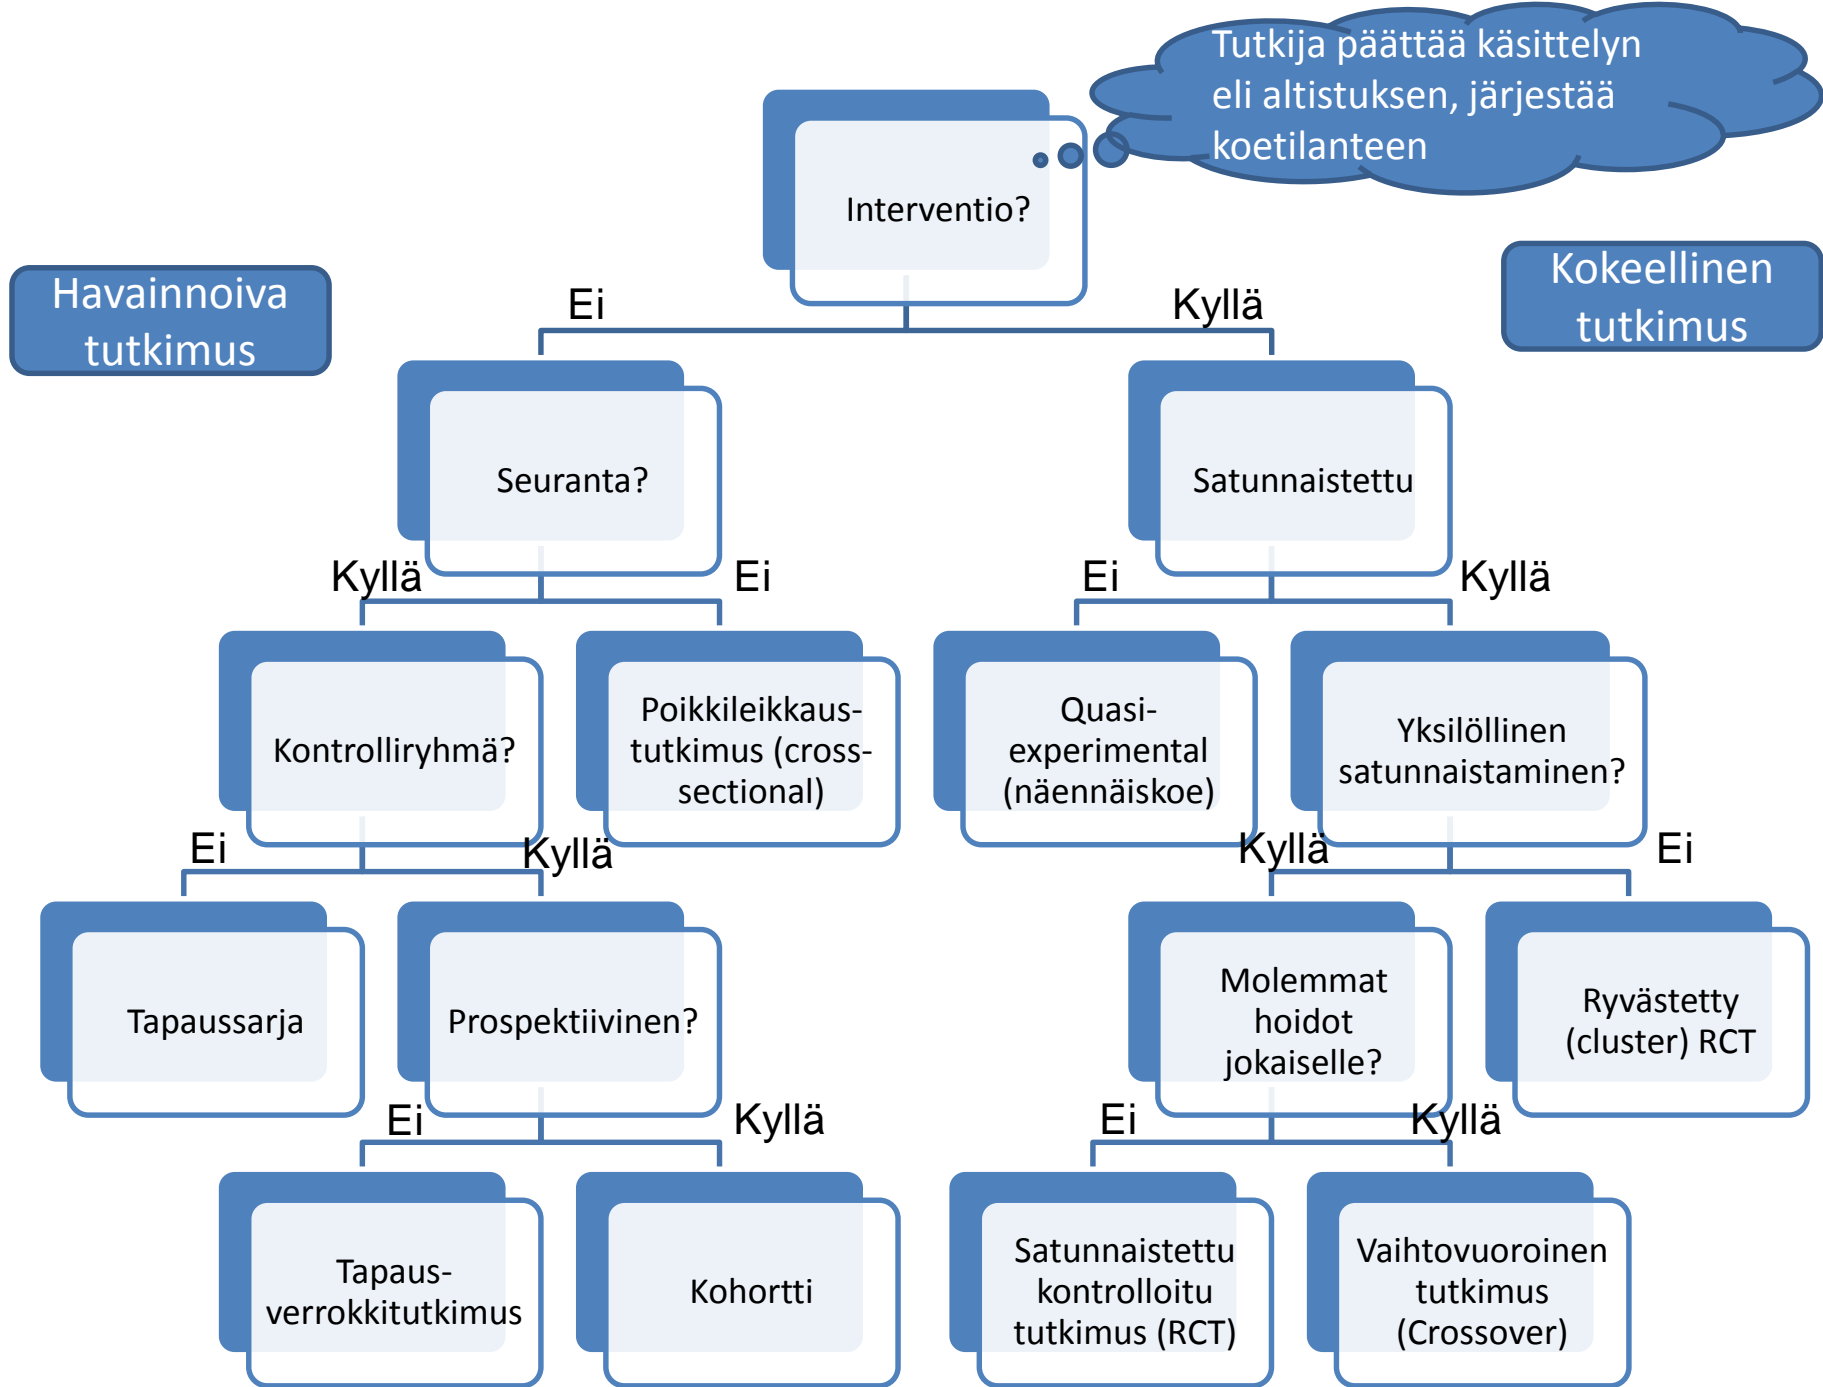 Tutkija päättää käsittelyn
eli altistuksen, järjestää
koetilanteen
Interventio?
Havainnoiva
tutkimus
Kokeellinen
tutkimus
Ei
Kyllä
Seuranta?
Satunnaistettu
Kyllä
Ei
Ei
Kyllä
Kontrolliryhmä?
Poikkileikkaus-
tutkimus (cross-
sectional)
Quasi-
experimental
(näennäiskoe)
Yksilöllinen
satunnaistaminen?
Ei
Kyllä
Kyllä
Ei
Tapaussarja
Prospektiivinen?
Molemmat
hoidot
jokaiselle?
Ryvästetty
(cluster) RCT
Ei
Kyllä
Ei
Kyllä
Tapaus-
verrokkitutkimus
Kohortti
Satunnaistettu
kontrolloitu
tutkimus (RCT)
Vaihtovuoroinen
tutkimus
(Crossover)